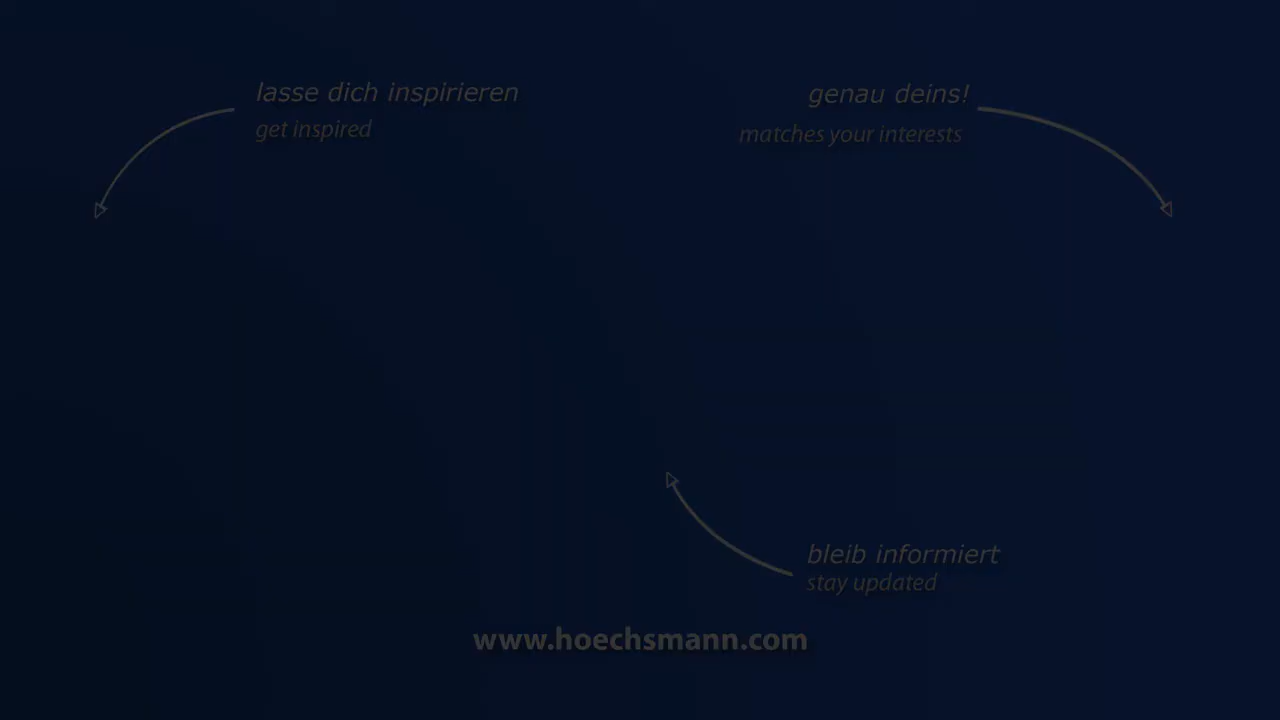 lasse dich inspirieren
get inspired
genau deins!
matches your interests
bleib informiert
stay updated
www.hoechsmann.com